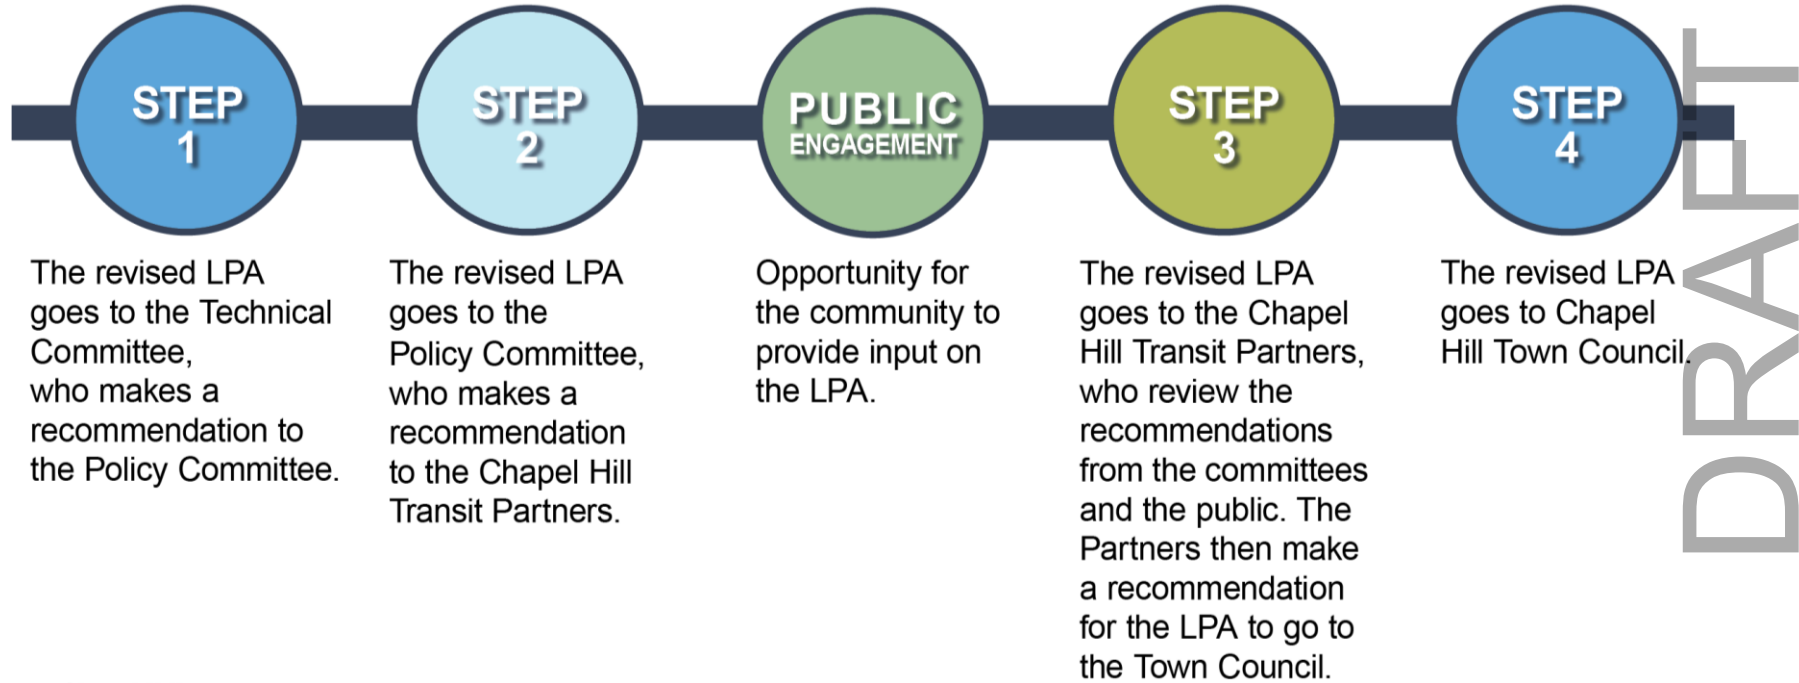 STEP
1
The revised LPA
goes to the Technical
Committee,
who makes a
recommendation to
the Policy Committee.
STEP
2
The revised LPA
goes to the
Policy Committee,
who makes a
recommendation
to the Chapel Hill
Transit Partners.
PUBLIC
ENGAGEMENT
Opportunity for
the community to
provide input on
the LPA.
STEP
3
The revised LPA
goes to the Chapel
Hill Transit Partners,
who review the
recommendations
from the committees
and the public. The
Partners then make
a recommendation
for the LPA to go to
the Town Council.
STEP
4
The revised LPA
goes to Chapel
Hill Town Council.
DRAFT